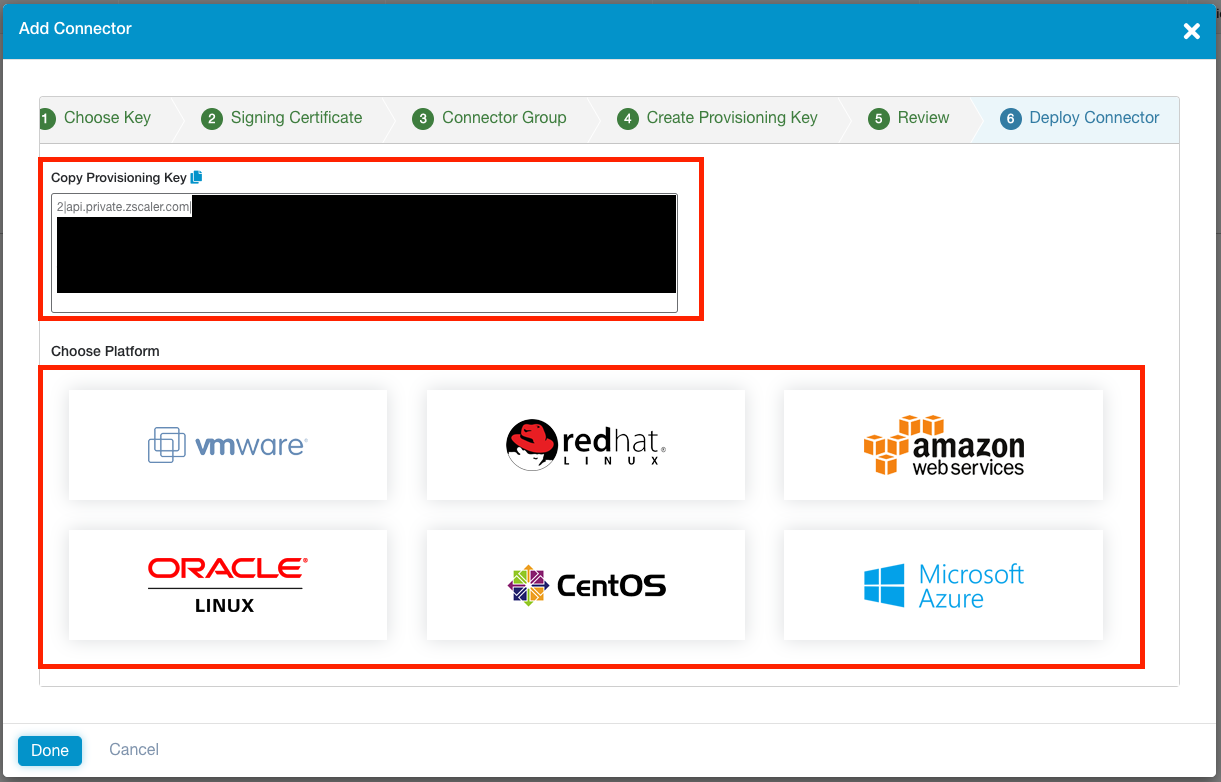 Add Connector
1 Choose Key
2 Signing Certificate
3 Connector Group
4 Create Provisioning Key
5 Review
6 Deploy Connector
Copy Provisioning Key
2|api.private.zscaler.com|
Choose Platform
vmware®
redhat®
LINUX
amazon
web services
ORACLE®
LINUX
CentOS
Microsoft
Azure
Done
Cancel